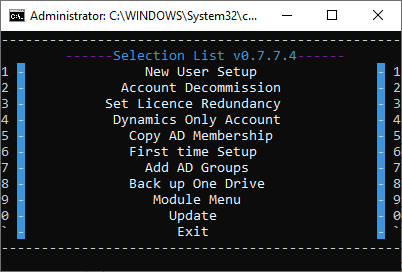 Administrator: C:\WINDOWS\System32\c...
--------------------------------------------------
------Selection List v0.7.7.4------
1 - New User Setup - 1
2 - Account Decommission - 2
3 - Set Licence Redundancy - 3
4 - Dynamics Only Account - 4
5 - Copy AD Membership - 5
6 - First time Setup - 6
7 - Add AD Groups - 7
8 - Back up One Drive - 8
9 - Module Menu - 9
0 - Update - 0
` - Exit - `
--------------------------------------------------